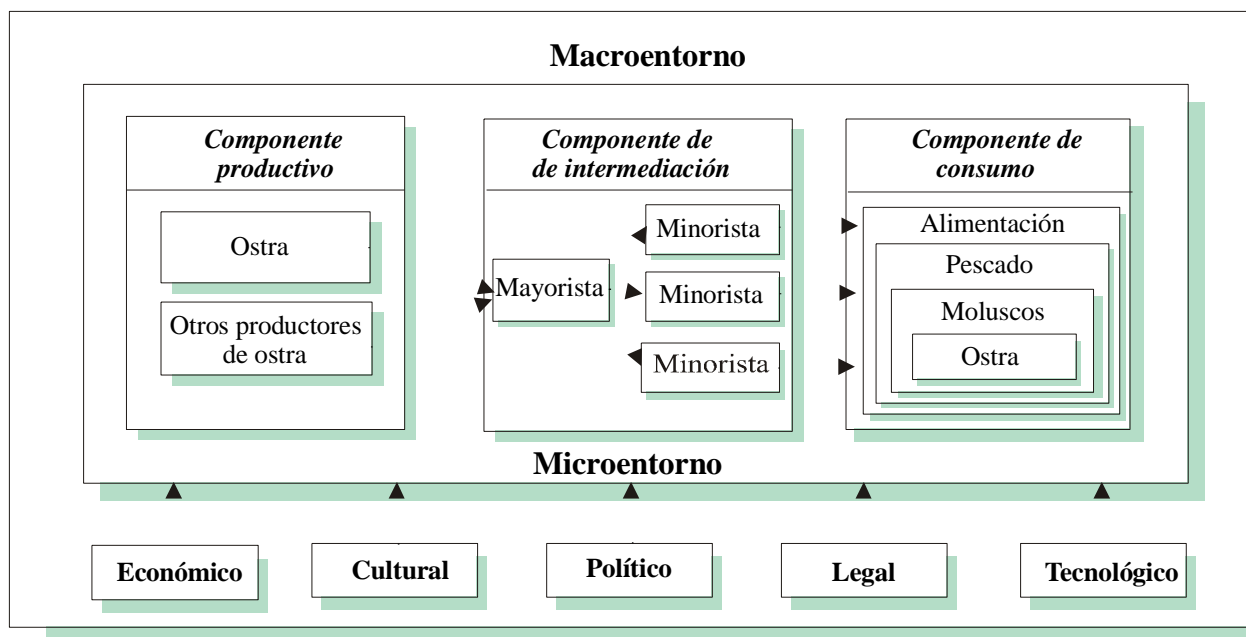 Macroentorno
Componente
productivo
Ostra
Otros productores
de ostra
Componente de
de intermediación
Mayorista
Minorista
Minorista
Minorista
Componente de
consumo
Alimentación
Pescado
Moluscos
Ostra
Microentorno
Económico
Cultural
Político
Legal
Tecnológico